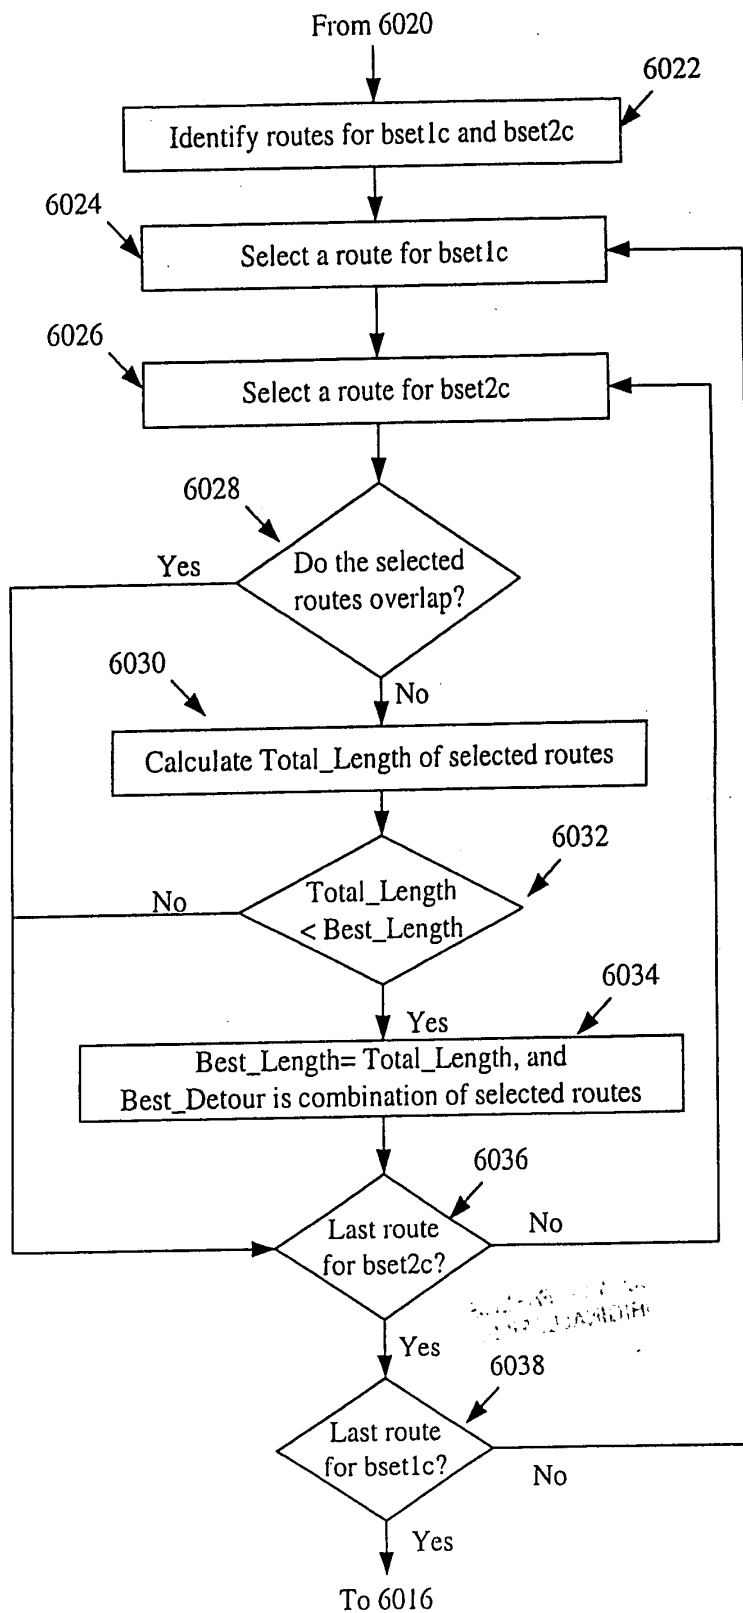 From 6020
6022
Identify routes for bset1c and bset2c
6024
Select a route for bset1c
6026
Select a route for bset2c
6028
Yes
Do the selected
routes overlap?
6030
No
Calculate Total_Length of selected routes
6032
No
Total_Length
< Best_Length
6034
Yes
Best_Length= Total_Length, and
Best_Detour is combination of selected routes
6036
Last route
for bset2c?
No
Yes
6038
Last route
for bset1c?
No
Yes
To 6016